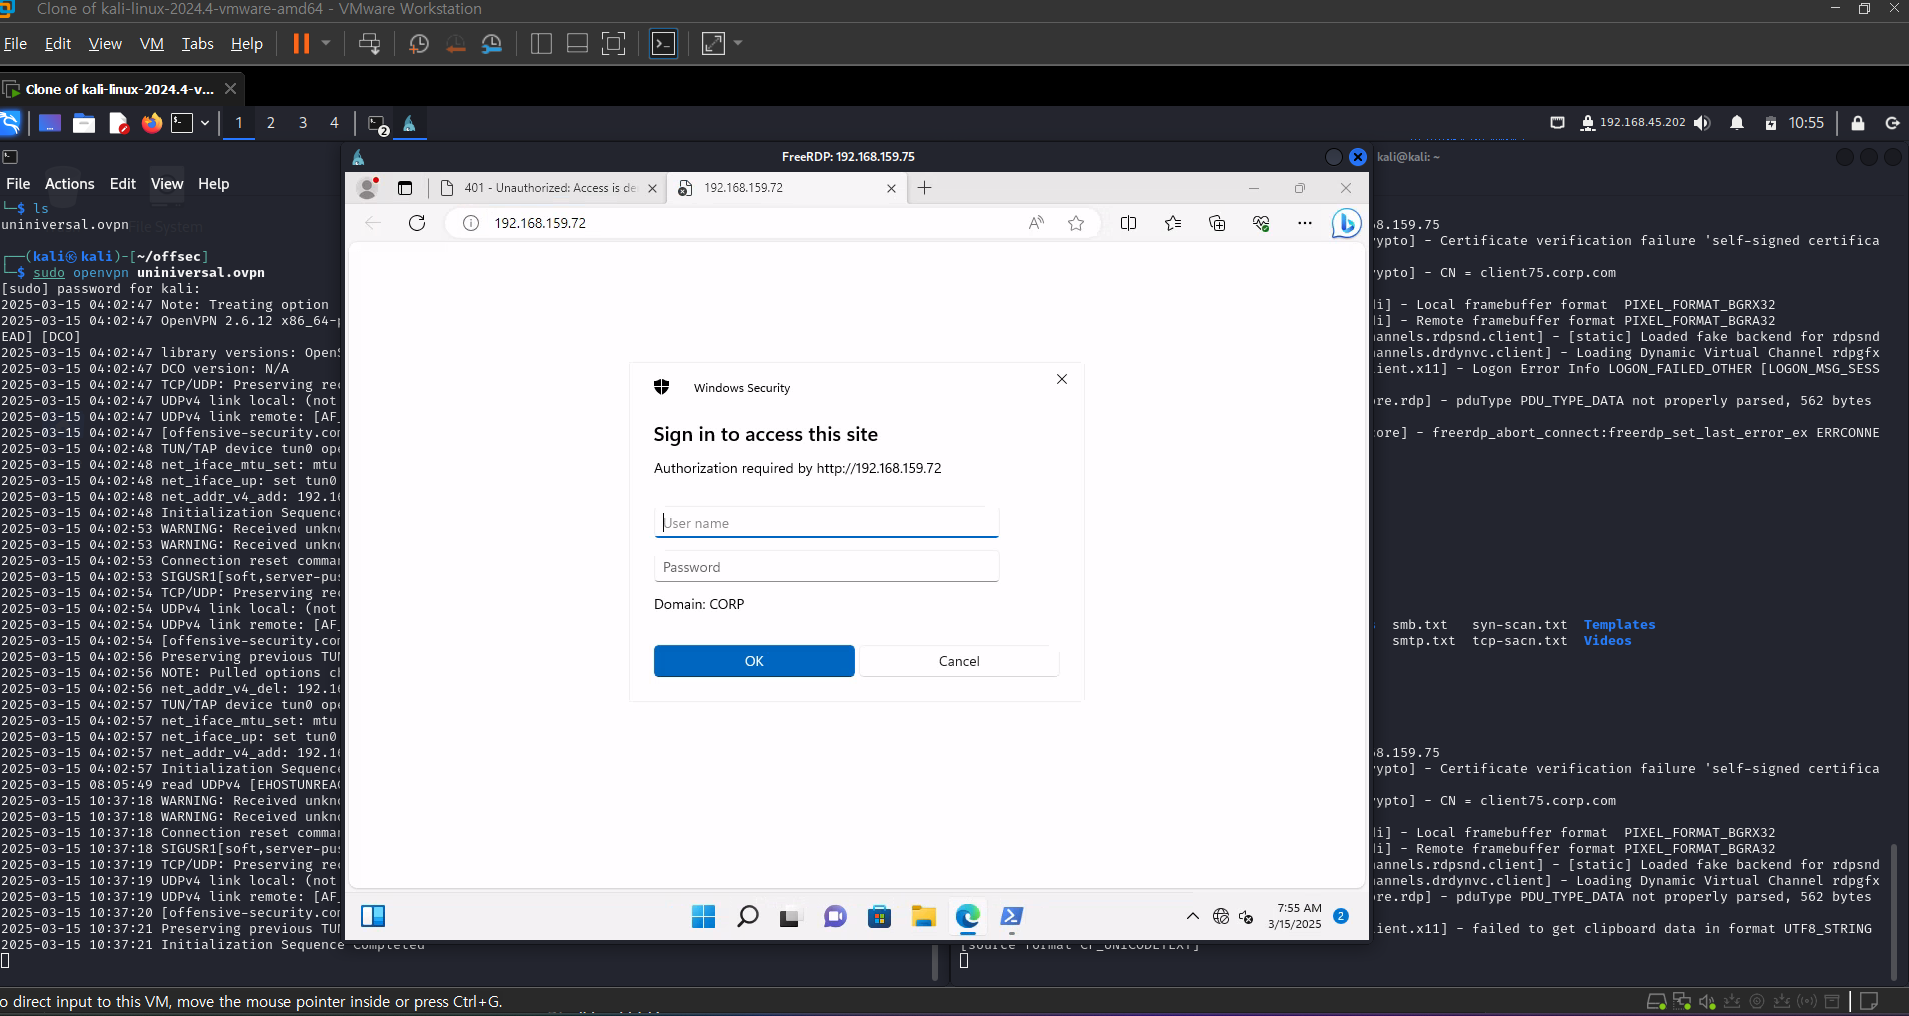 Clone of kali-linux-2024.4-vmware-amd64 - VMware Workstation
File Edit View VM Tabs Help
Clone of kali-linux-2024.4-v...
1 2 3 4
2
192.168.45.202
10:55
FreeRDP: 192.168.159.75
kali@kali: ~
File Actions Edit View Help
└─$ ls
uniniversal.ovpn
File System
┌──(kali㉿kali)-[~/offsec]
└─$ sudo openvpn uniniversal.ovpn
[sudo] password for kali:
2025-03-15 04:02:47 Note: Treating option
2025-03-15 04:02:47 OpenVPN 2.6.12 x86_64-
EAD] [DCO]
2025-03-15 04:02:47 library versions: Open
2025-03-15 04:02:47 DCO version: N/A
2025-03-15 04:02:47 TCP/UDP: Preserving re
2025-03-15 04:02:47 UDPv4 link local: (not
2025-03-15 04:02:47 UDPv4 link remote: [AF_
2025-03-15 04:02:47 [offensive-security.co
2025-03-15 04:02:48 TUN/TAP device tun0 op
2025-03-15 04:02:48 net_iface_mtu_set: mtu
2025-03-15 04:02:48 net_iface_up: set tun0
2025-03-15 04:02:48 net_addr_v4_add: 192.1
2025-03-15 04:02:48 Initialization Sequenc
2025-03-15 04:02:53 WARNING: Received unkn
2025-03-15 04:02:53 WARNING: Received unkn
2025-03-15 04:02:53 Connection reset comma
2025-03-15 04:02:53 SIGUSR1[soft,server-pu
2025-03-15 04:02:54 TCP/UDP: Preserving re
2025-03-15 04:02:54 UDPv4 link local: (not
2025-03-15 04:02:54 UDPv4 link remote: [AF_
2025-03-15 04:02:54 [offensive-security.co
2025-03-15 04:02:56 Preserving previous TU
2025-03-15 04:02:56 NOTE: Pulled options c
2025-03-15 04:02:56 net_addr_v4_del: 192.1
2025-03-15 04:02:57 TUN/TAP device tun0 op
2025-03-15 04:02:57 net_iface_mtu_set: mtu
2025-03-15 04:02:57 net_iface_up: set tun0
2025-03-15 04:02:57 net_addr_v4_add: 192.1
2025-03-15 04:02:57 Initialization Sequenc
2025-03-15 08:05:49 read UDPv4 [EHOSTUNREA
2025-03-15 10:37:18 WARNING: Received unkn
2025-03-15 10:37:18 WARNING: Received unkn
2025-03-15 10:37:18 Connection reset comma
2025-03-15 10:37:18 SIGUSR1[soft,server-pu
2025-03-15 10:37:19 TCP/UDP: Preserving re
2025-03-15 10:37:19 UDPv4 link local: (not
2025-03-15 10:37:19 UDPv4 link remote: [AF_
2025-03-15 10:37:20 [offensive-security.co
2025-03-15 10:37:21 Preserving previous TU
2025-03-15 10:37:21 Initialization Sequence Completed
401 - Unauthorized: Access is de
192.168.159.72
192.168.159.72
Windows Security
Sign in to access this site
Authorization required by http://192.168.159.72
User name
Password
Domain: CORP
OK Cancel
7:55 AM
3/15/2025
2
8.159.75
ypto] - Certificate verification failure 'self-signed certifica
ypto] - CN = client75.corp.com
i] - Local framebuffer format PIXEL_FORMAT_BGRX32
i] - Remote framebuffer format PIXEL_FORMAT_BGRA32
annels.rdpsnd.client] - [static] Loaded fake backend for rdpsnd
annels.drdynvc.client] - Loading Dynamic Virtual Channel rdpgfx
ient.x11] - Logon Error Info LOGON_FAILED_OTHER [LOGON_MSG_SESS
re.rdp] - pduType PDU_TYPE_DATA not properly parsed, 562 bytes
core] - freerdp_abort_connect:freerdp_set_last_error_ex ERRCONNE
smb.txt syn-scan.txt Templates
smtp.txt tcp-sacn.txt Videos
8.159.75
ypto] - Certificate verification failure 'self-signed certifica
ypto] - CN = client75.corp.com
i] - Local framebuffer format PIXEL_FORMAT_BGRX32
i] - Remote framebuffer format PIXEL_FORMAT_BGRA32
annels.rdpsnd.client] - [static] Loaded fake backend for rdpsnd
annels.drdynvc.client] - Loading Dynamic Virtual Channel rdpgfx
re.rdp] - pduType PDU_TYPE_DATA not properly parsed, 562 bytes
ient.x11] - failed to get clipboard data in format UTF8_STRING
[source format CF_UNICODETEXT]
o direct input to this VM, move the mouse pointer inside or press Ctrl+G.